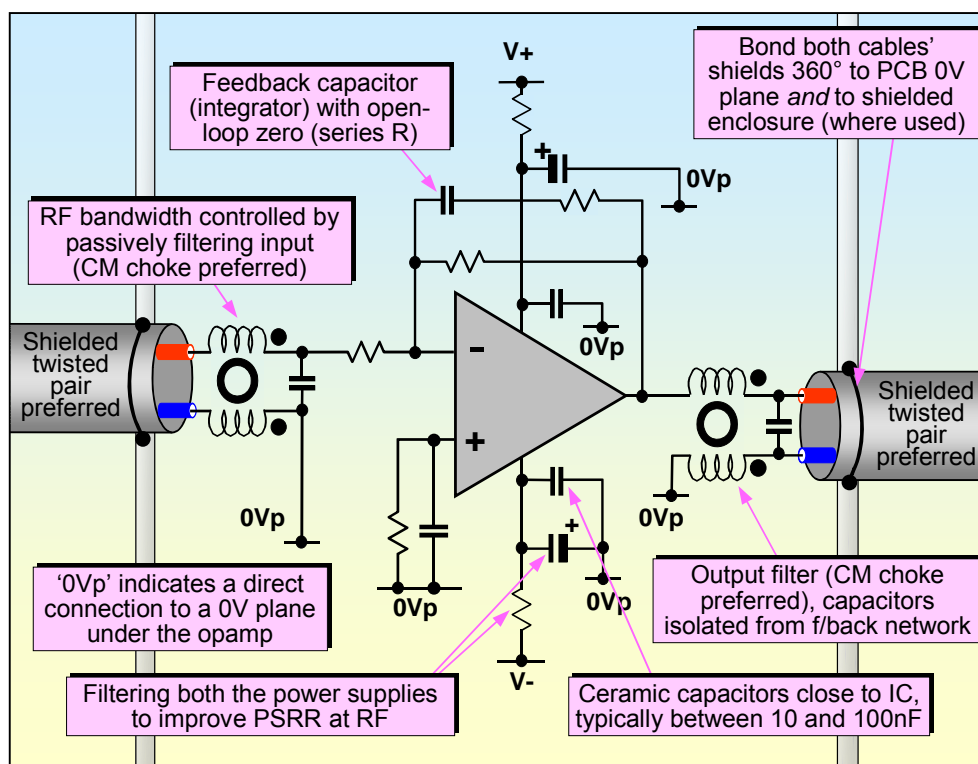 V+
Feedback capacitor
(integrator) with open-
loop zero (series R)
Bond both cables'
shields 360° to PCB 0V
plane and to shielded
enclosure (where used)
+
0Vp
RF bandwidth controlled by
passively filtering input
(CM choke preferred)
0Vp
Shielded
twisted
pair
preferred
-
+
Shielded
twisted
pair
preferred
0Vp
0Vp
+
'0Vp' indicates a direct
connection to a 0V plane
under the opamp
0Vp
0Vp
Output filter (CM choke
preferred), capacitors
isolated from f/back network
V-
Filtering both the power supplies
to improve PSRR at RF
Ceramic capacitors close to IC,
typically between 10 and 100nF